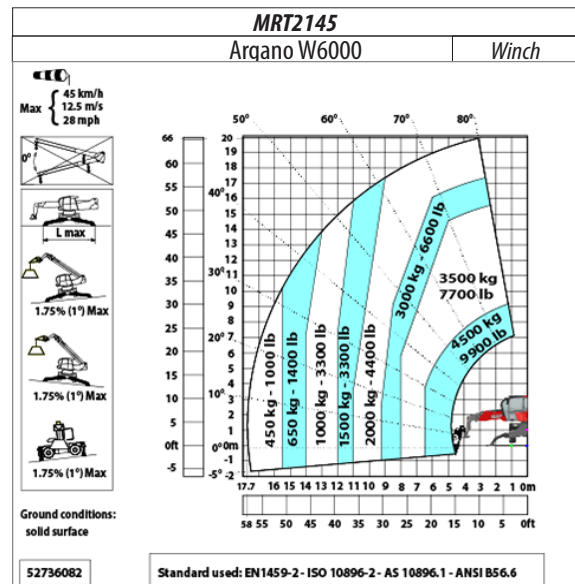 MRT2145
Argano W6000
Winch
Max
45 km/h
12.5 m/s
28 mph
0°
L max
1.75% (1°) Max
1.75% (1°) Max
1.75% (1°) Max
Ground conditions:
solid surface
52736082
50° 60° 70° 80°
40°
30°
20°
10°
0°
-5°
66
60
55
50
45
40
35
30
25
20
15
10
5
0ft
-5
20
19
18
17
16
15
14
13
12
11
10
9
8
7
6
5
4
3
2
1
0m
-1
-2
450 kg - 1000 lb
650 kg - 1400 lb
1000 kg - 3300 lb
1500 kg - 3300 lb
2000 kg - 4400 lb
3000 kg - 6600 lb
3500 kg
7700 lb
4500 kg
9900 lb
17.7 16 15 14 13 12 11 10 9 8 7 6 5 4 3 2 1 0m
58 55 50 45 40 35 30 25 20 15 10 5 0ft
Standard used: EN1459-2 - ISO 10896-2 - AS 10896.1 - ANSI B56.6